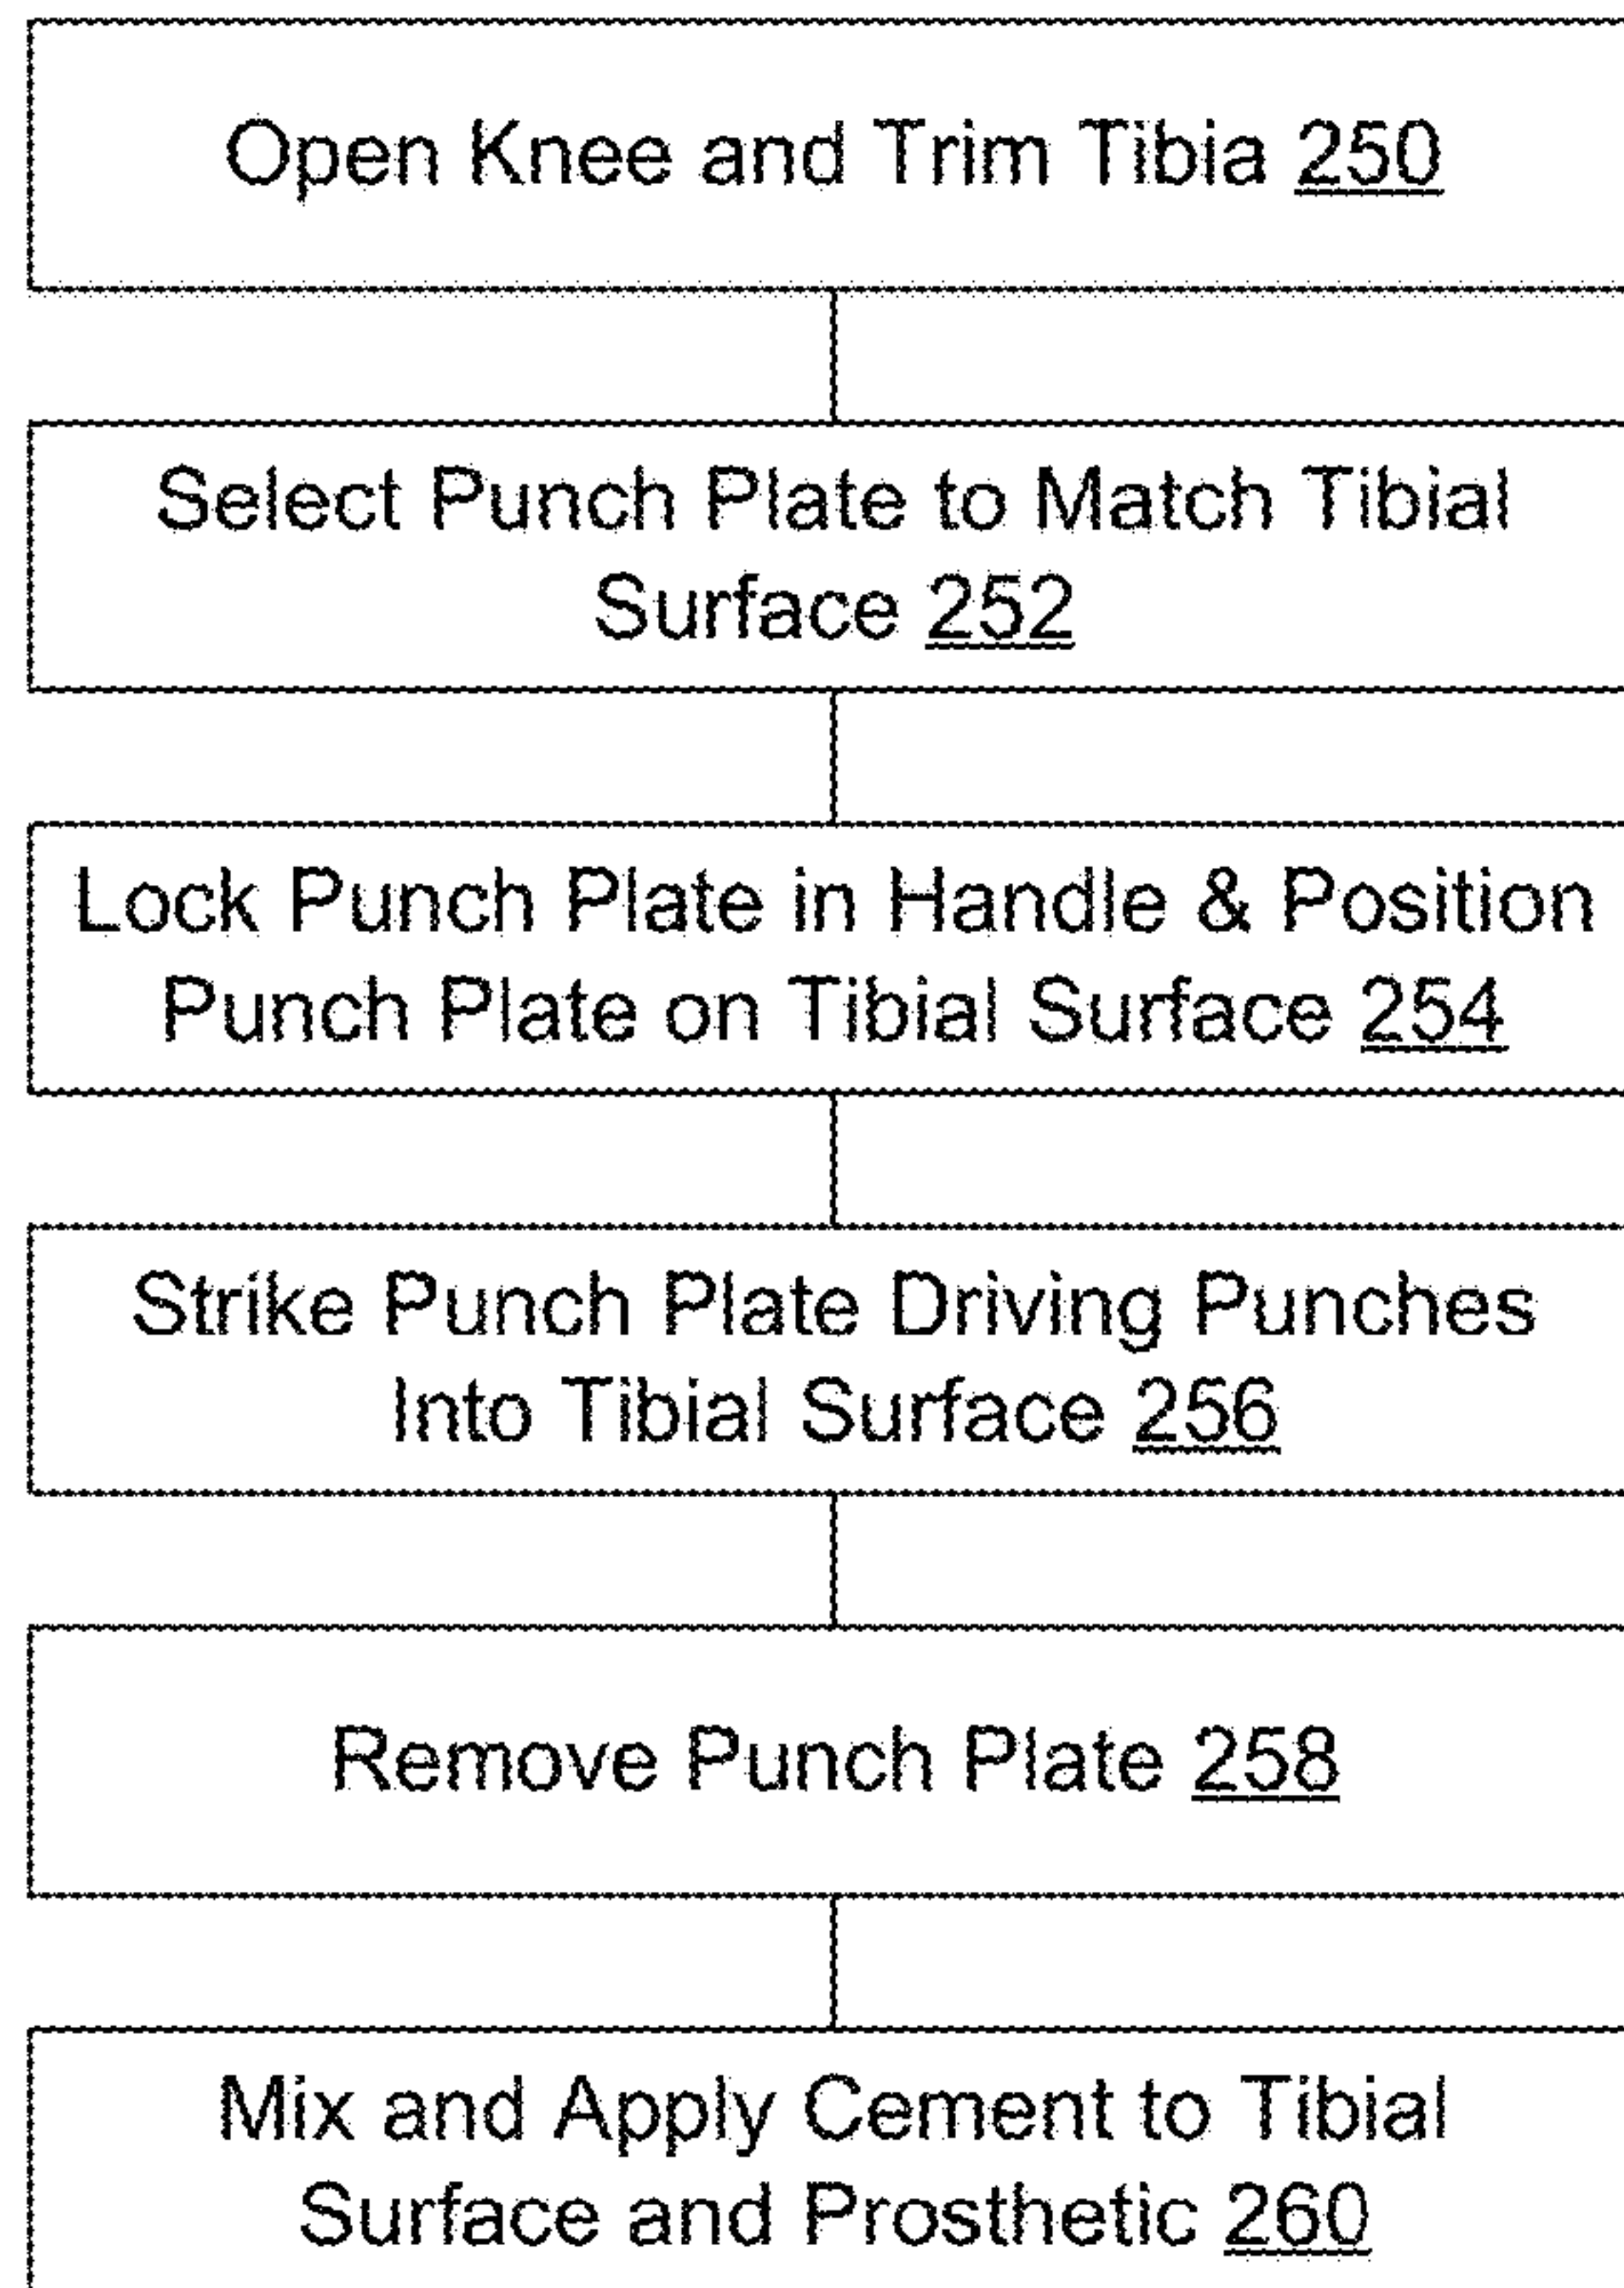 Open Knee and Trim Tibia 250
Select Punch Plate to Match Tibial
Surface 252
Lock Punch Plate in Handle & Position
Punch Plate on Tibial Surface 254
Strike Punch Plate Driving Punches
Into Tibial Surface 256
Remove Punch Plate 258
Mix and Apply Cement to Tibial
Surface and Prosthetic 260